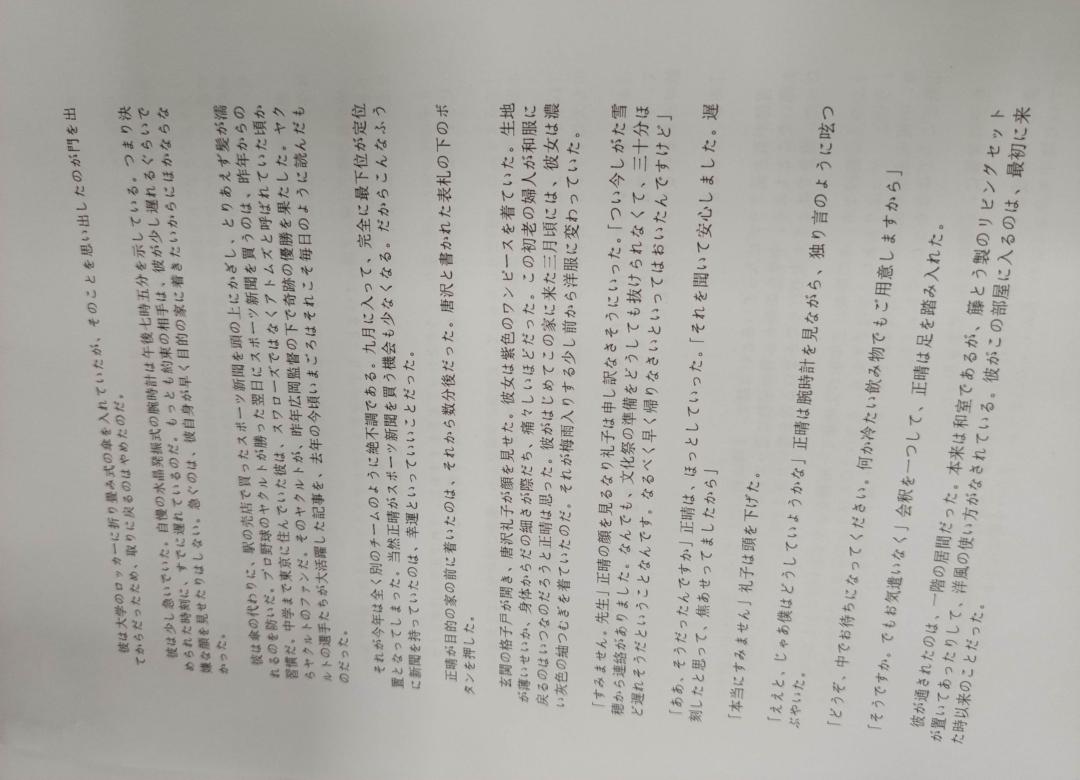 彼は大学のロッカーに折り畳み式の傘を入れていたが、そのことを思い出したのが門を出
てからだったため、取りに戻るのはやめたのだ。
彼は少し急いでいた。自慢の水晶発振式の腕時計は午後七時五分を示している。つまり決
められた時刻に、すでに遅れているのだ。もっとも約束の相手は、彼が少し遅れるぐらいで
嫌な顔を見せたりはしない。急ぐのは、彼自身が早く目的の家に着きたいからにほかならな
かった。
彼は傘の代わりに、駅の売店で買ったスポーツ新聞を頭の上にかざし、とりあえず髪が濡
れるのを防いだ。プロ野球のヤクルトが勝った翌日にスポーツ新聞を買うのは、昨年からの
習慣だ。中学まで東京に住んでいた彼は、スワローズではなくアトムズと呼ばれていた頃か
らヤクルトのファンだ。そのヤクルトが、昨年広岡監督の下で奇跡の優勝を果たした。ヤク
ルトの選手たちが大活躍した記事を、去年の今頃いまごろはそれこそ毎日のように読んだも
のだった。
それが今年は全く別のチームのように絶不調である。九月に入って、完全に最下位が定位
置となってしまった。当然正晴がスポーツ新聞を買う機会も少なくなる。だからこんなふう
に新聞を持っていたのは、幸運といっていいことだった。
正晴が目的の家の前に着いたのは、それから数分後だった。唐沢と書かれた表札の下のボ
タンを押した。
玄関の格子戸が開き、唐沢礼子が顔を見せた。彼女は紫色のワンピースを着ていた。生地
が薄いせいか、身体からだの細さが際だち、痛々しいほどだった。この初老の婦人が和服に
戻るのはいつなのだろうと正晴は思った。彼がはじめてこの家に来た三月頃には、彼女は濃
い灰色の紬つむぎを着ていたのだ。それが梅雨入りする少し前から洋服に変わっていた。
「すみません。先生」正晴の顔を見るなり礼子は申し訳なさそうにいった。「つい今しがた雪
穂から連絡がありました。なんでも、文化祭の準備をどうしても抜けられなくて、三十分ほ
ど遅れそうだということなんです。なるべく早く帰りなさいといってはおいたんですけど」
「ああ、そうだったんですか」正晴は、ほっとしていった。「それを聞いて安心しました。遅
刻したと思って、焦あせってましたから」
「本当にすみません」礼子は頭を下げた。
「ええと、じゃあ僕はどうしていようかな」正晴は腕時計を見ながら、独り言のように呟つ
ぶやいた。
「どうぞ、中でお待ちになってください。何か冷たい飲み物でもご用意しますから」
「そうですか。でもお気遣いなく」会釈を一つして、正晴は足を踏み入れた。
彼が通されたのは、一階の居間だった。本来は和室であるが、籐とう製のリビングセット
が置いてあったりして、洋風の使い方がなされている。彼がこの部屋に入るのは、最初に来
た時以来のことだった。